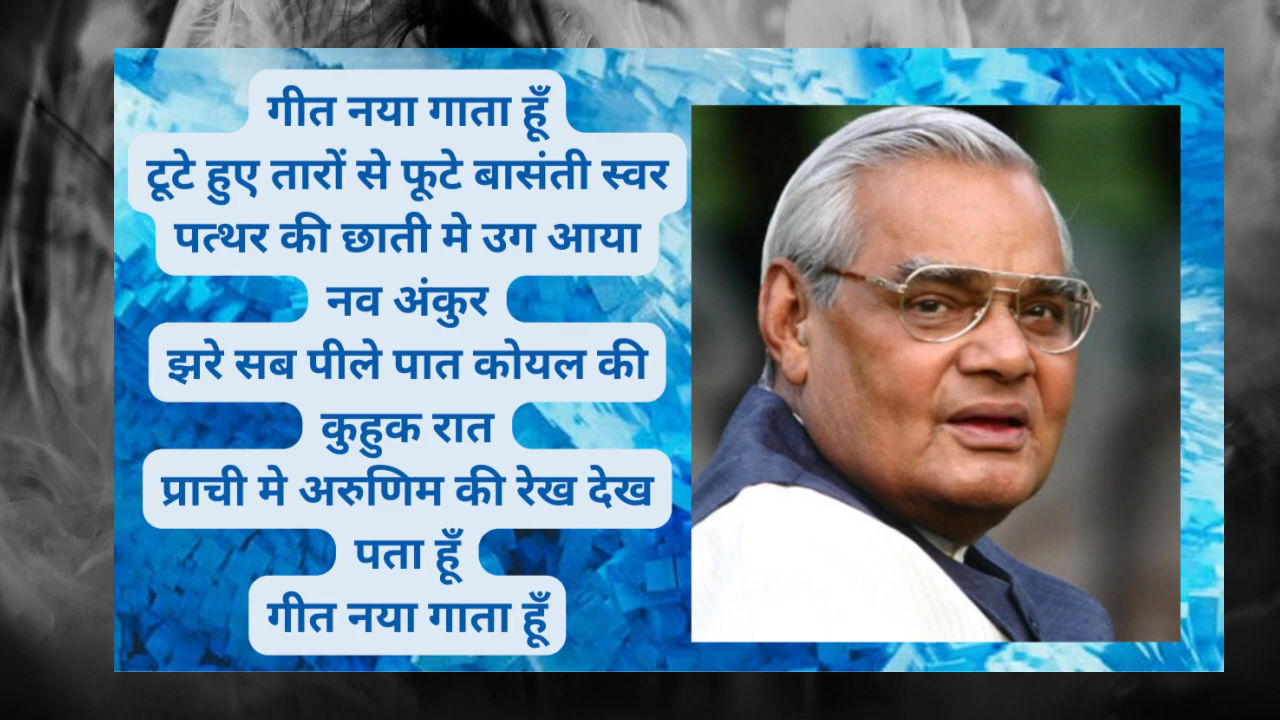 गीत नया गाता हूँ
टूटे हुए तारों से फूटे बासंती स्वर
पत्थर की छाती मे उग आया
नव अंकुर
झरे सब पीले पात कोयल की
कुहुक रात
प्राची मे अरुणिम की रेख देख
पता हूँ
गीत नया गाता हूँ